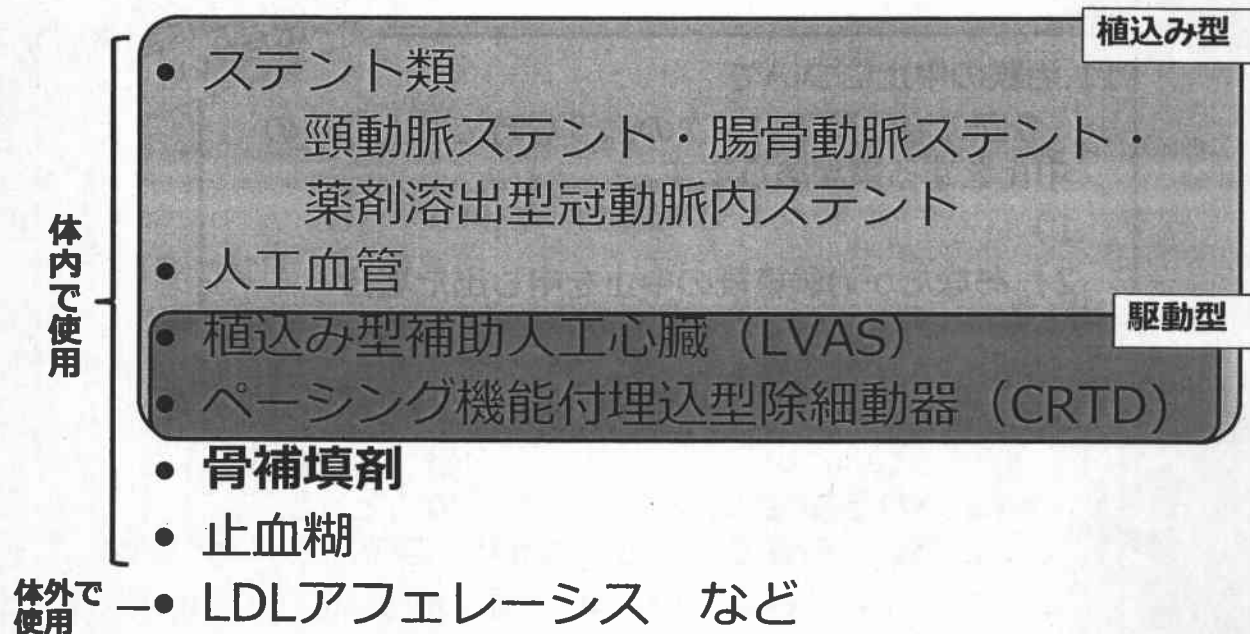 植込み型
• ステント類
頸動脈ステント・腸骨動脈ステント・
薬剤溶出型冠動脈内ステント
• 人工血管
駆動型
• 植込み型補助人工心臓（LVAS）
• ペーシング機能付埋込型除細動器（CRTD）
• 骨補填剤
• 止血糊
• LDLアフェレーシス　など
体内で使用
体外で
使用